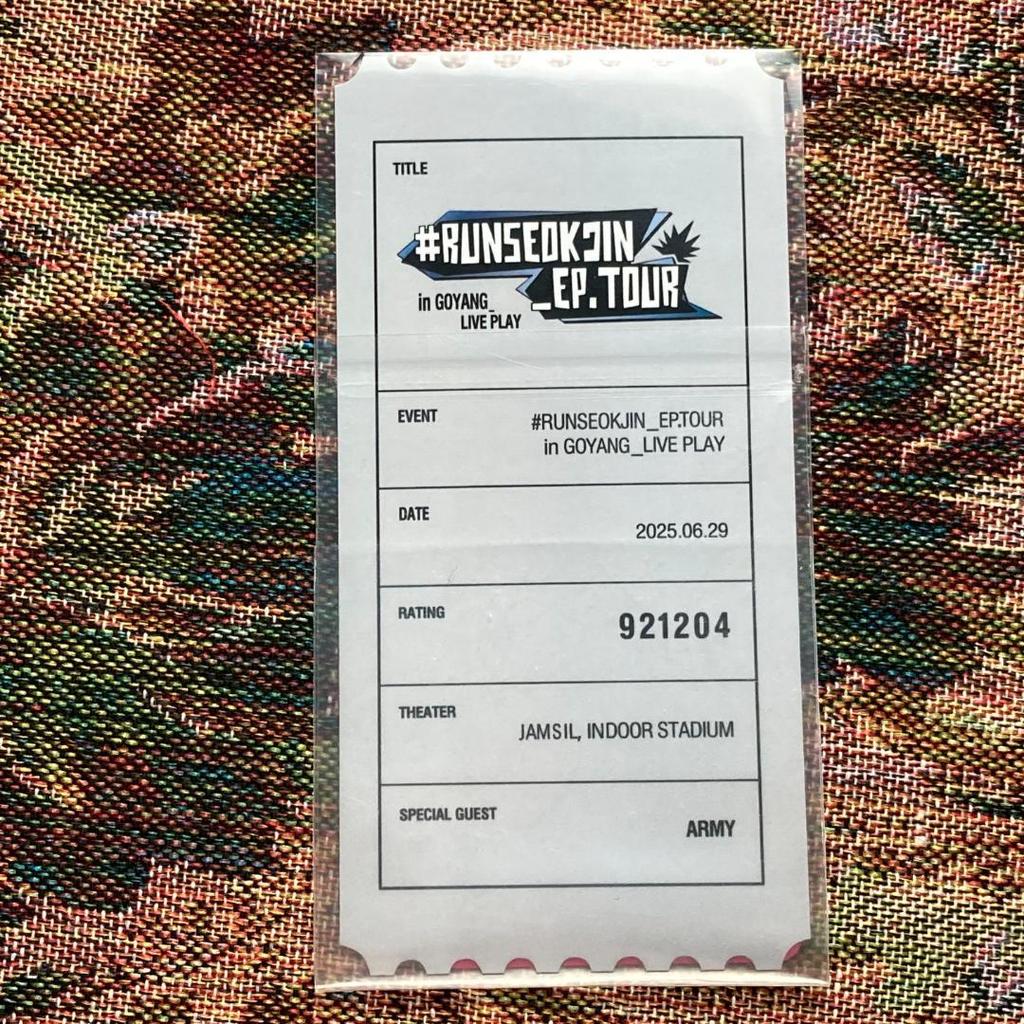 TITLE
#RUNSEOKJIN
_EP.TOUR
in GOYANG_
LIVE PLAY
EVENT
#RUNSEOKJIN_EP.TOUR
in GOYANG_LIVE PLAY
DATE
2025.06.29
RATING
921204
THEATER
JAMSIL, INDOOR STADIUM
SPECIAL GUEST
ARMY